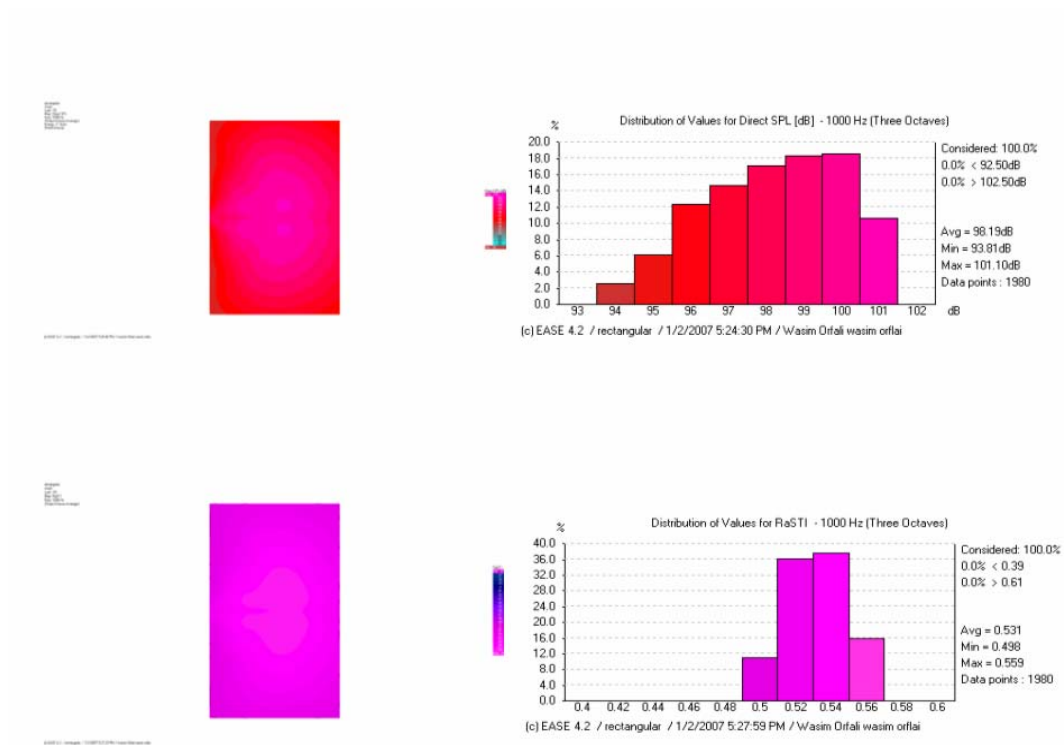 Distribution of Values for Direct SPL [dB] - 1000 Hz (Three Octaves)
%
20.0
18.0
16.0
14.0
12.0
10.0
8.0
6.0
4.0
2.0
0.0
93 94 95 96 97 98 99 100 101 102 dB
Considered: 100.0%
0.0% < 92.50dB
0.0% > 102.50dB
Avg = 98.19dB
Min = 93.81dB
Max = 101.10dB
Data points : 1980
(c) EASE 4.2 / rectangular / 1/2/2007 5:24:30 PM / Wasim Orfali wasim orflai
Distribution of Values for RaSTI - 1000 Hz (Three Octaves)
%
40.0
36.0
32.0
28.0
24.0
20.0
16.0
12.0
8.0
4.0
0.0
0.4 0.42 0.44 0.46 0.48 0.5 0.52 0.54 0.56 0.58 0.6
Considered: 100.0%
0.0% < 0.39
0.0% > 0.61
Avg = 0.531
Min = 0.498
Max = 0.559
Data points : 1980
(c) EASE 4.2 / rectangular / 1/2/2007 5:27:59 PM / Wasim Orfali wasim orflai